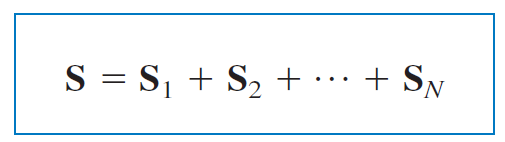 S = S₁ + S₂ + ⋯ + S_N